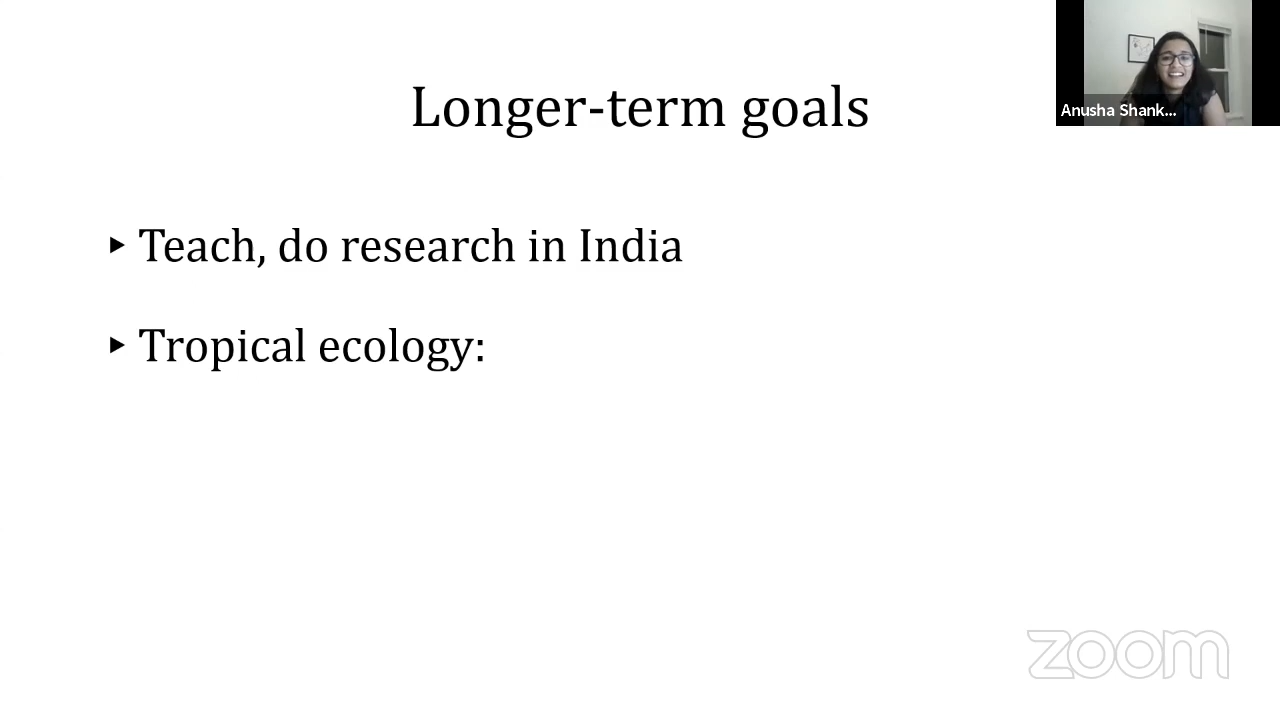 Longer-term goals
Anusha Shank...
‣ Teach, do research in India
‣ Tropical ecology:
zoom